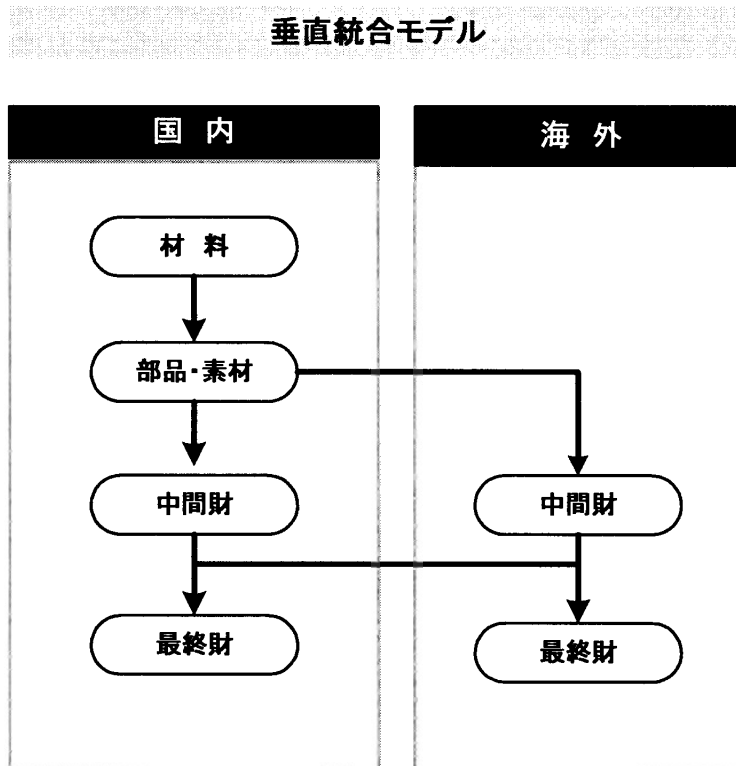 垂直統合モデル
国 内
海 外
材 料
部品・素材
中間財
中間財
最終財
最終財